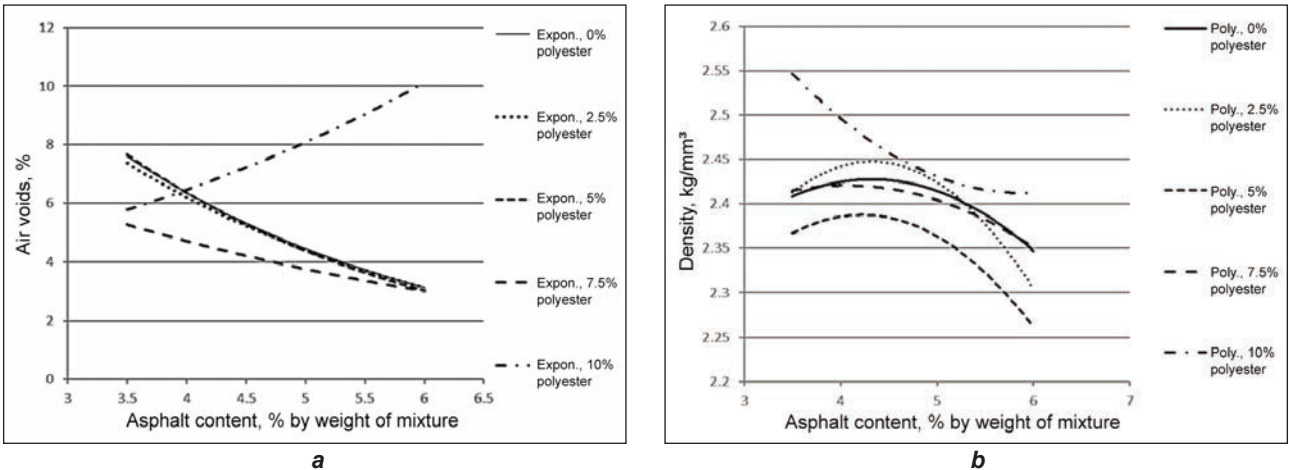 12
10
8
6
4
2
0
Air voids, %
3
3.5
4
4.5
5
5.5
6
6.5
Asphalt content, % by weight of mixture
Expon., 0%
polyester
Expon., 2.5%
polyester
Expon., 5%
polyester
Expon., 7.5%
polyester
Expon., 10%
polyester
a
2.6
2.55
2.5
2.45
2.4
2.35
2.3
2.25
2.2
Density, kg/mm³
3
4
5
6
7
Asphalt content, % by weight of mixture
Poly., 0%
polyester
Poly., 2.5%
polyester
Poly., 5%
polyester
Poly., 7.5%
polyester
Poly., 10%
polyester
b